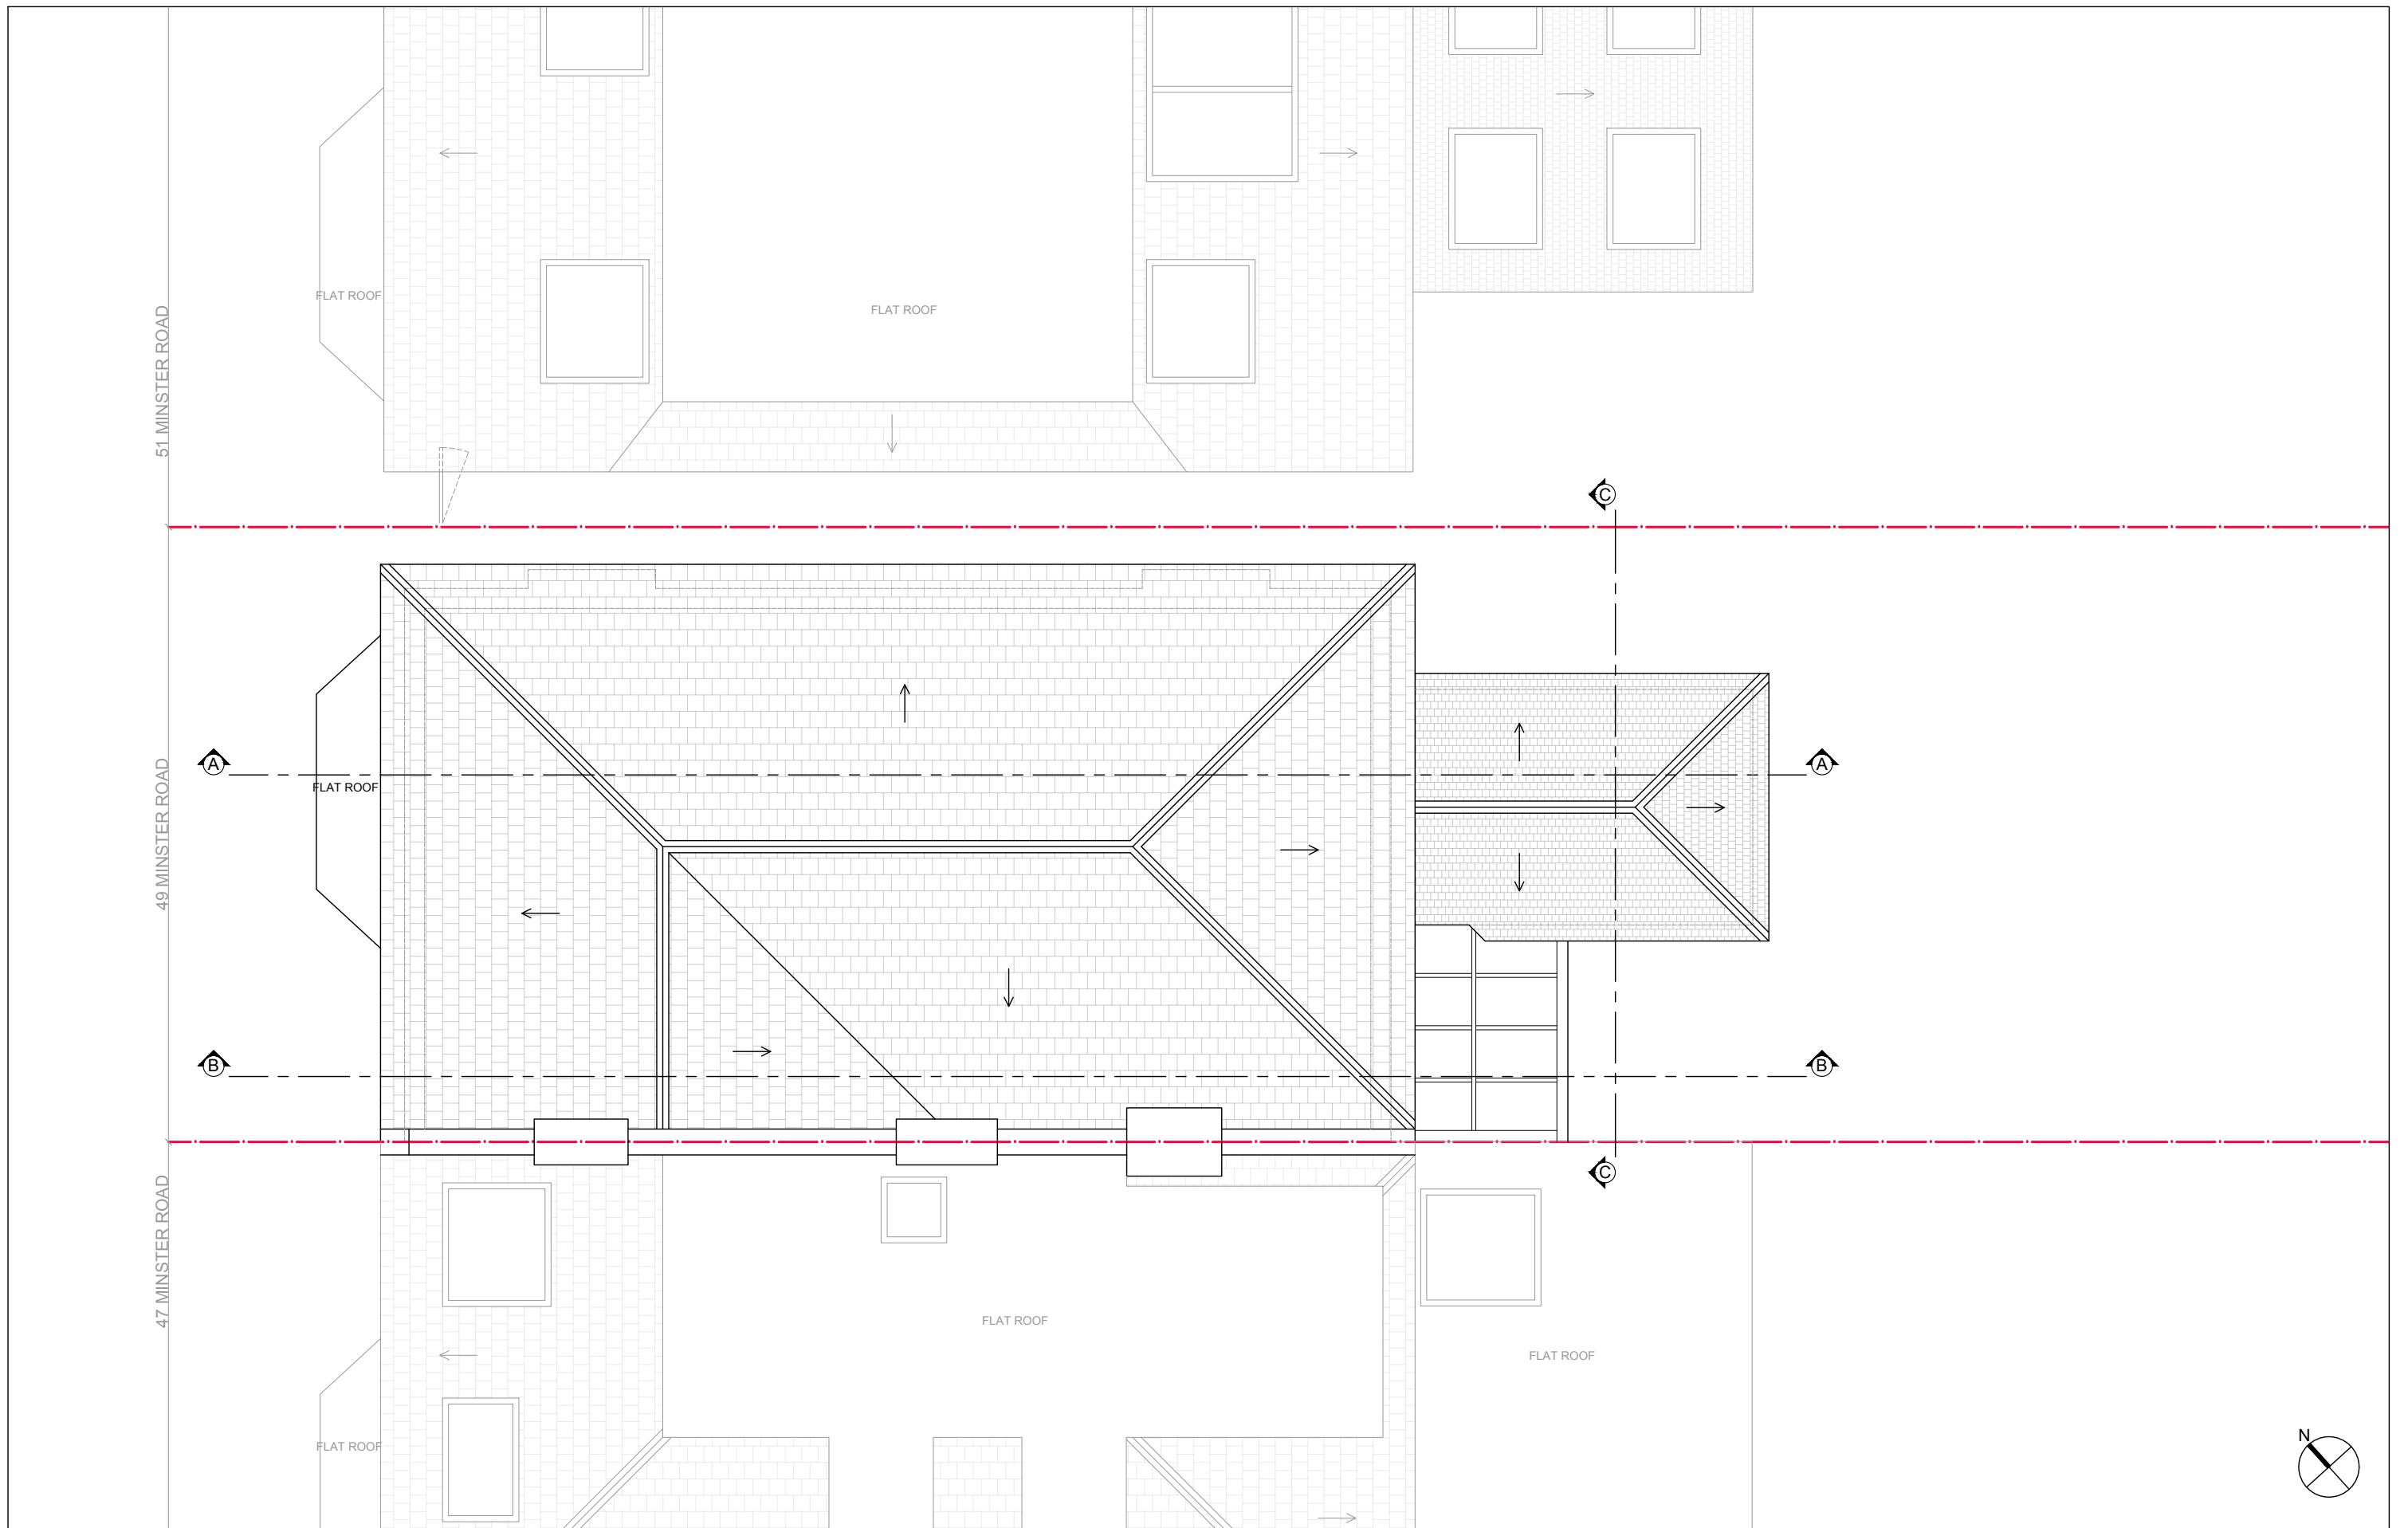 FLAT ROOF
FLAT ROOF
51 MINSTER ROAD
C
A
A
FLAT ROOF
49 MINSTER ROAD
B
B
C
47 MINSTER ROAD
FLAT ROOF
FLAT ROOF
FLAT ROOF
N